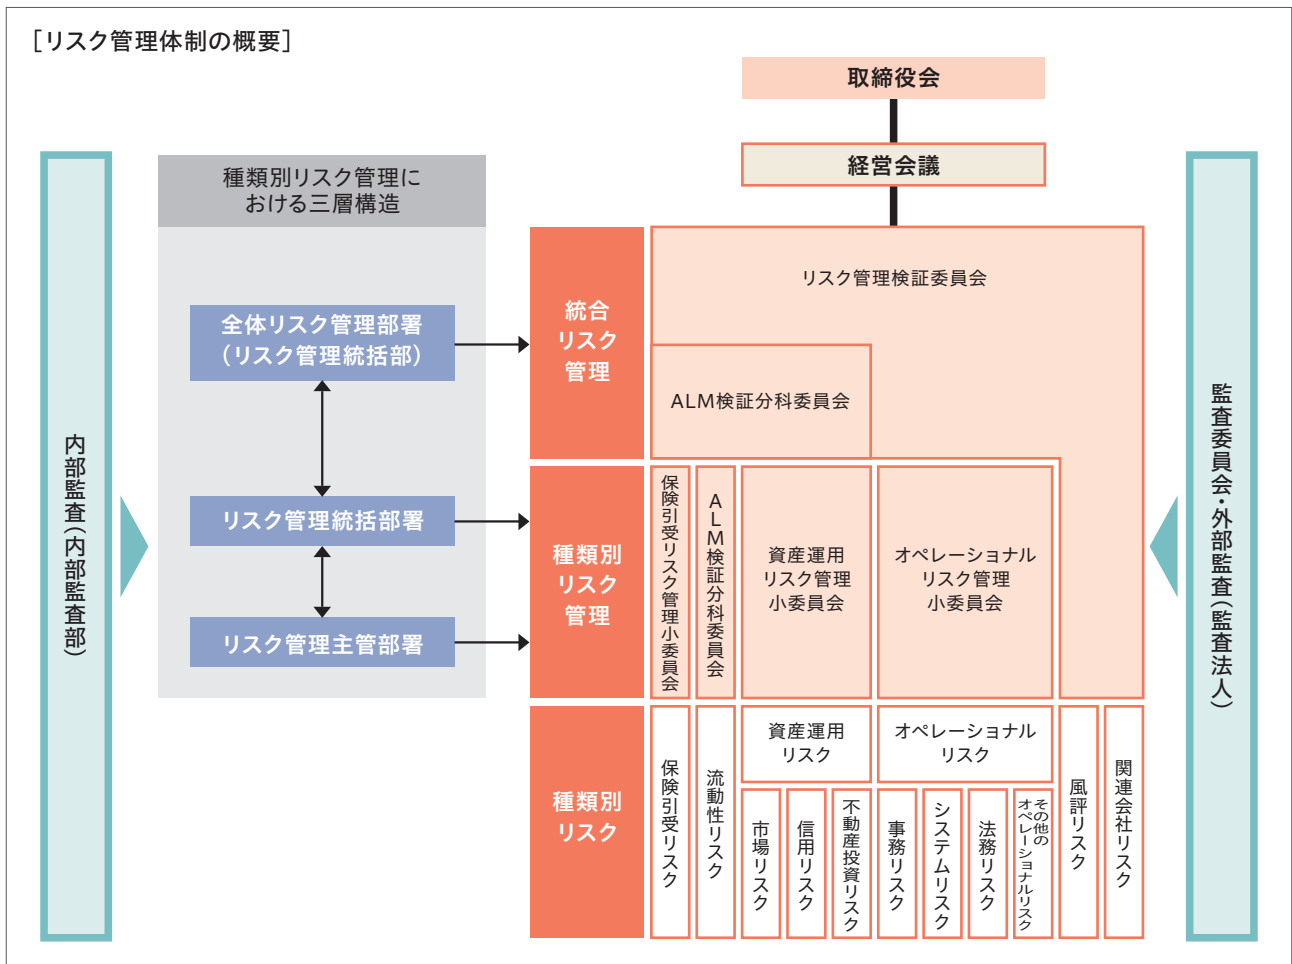 ［リスク管理体制の概要］
取締役会
経営会議
内部監査（内部監査部）
種類別リスク管理に
おける三層構造
全体リスク管理部署
（リスク管理統括部）
リスク管理統括部署
リスク管理主管部署
統合
リスク
管理
リスク管理検証委員会
ALM検証分科委員会
種類別
リスク
管理
保険引受リスク管理小委員会
ALM検証分科委員会
資産運用
リスク管理
小委員会
オペレーショナル
リスク管理
小委員会
種類別
リスク
保険引受リスク
流動性リスク
資産運用
リスク
市場リスク
信用リスク
不動産投資リスク
オペレーショナル
リスク
事務リスク
システムリスク
法務リスク
その他の
オペレーショナルリスク
風評リスク
関連会社リスク
監査委員会・外部監査（監査法人）